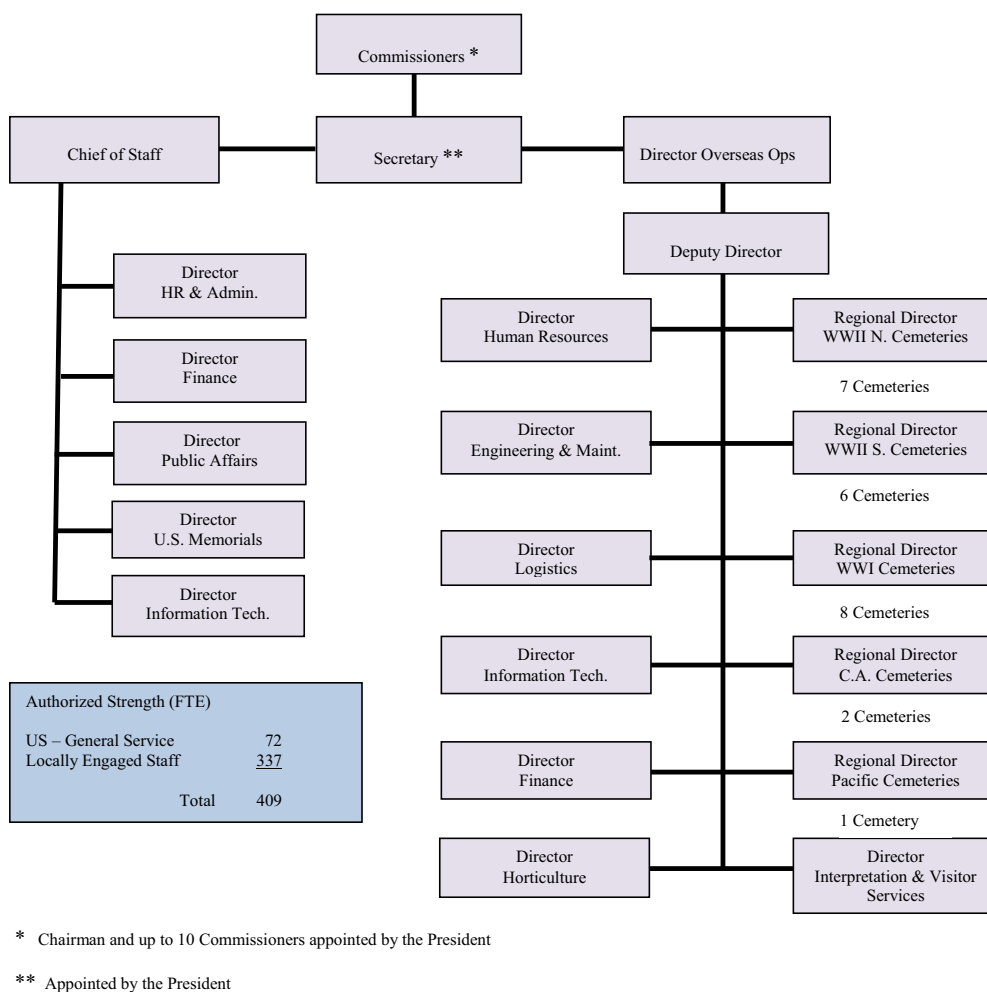 Commissioners *
Chief of Staff
Secretary **
Director Overseas Ops
Deputy Director
Director
HR & Admin.
Director
Finance
Director
Public Affairs
Director
U.S. Memorials
Director
Information Tech.
Director
Human Resources
Director
Engineering & Maint.
Director
Logistics
Director
Information Tech.
Director
Finance
Director
Horticulture
Regional Director
WWII N. Cemeteries
7 Cemeteries
Regional Director
WWII S. Cemeteries
6 Cemeteries
Regional Director
WWI Cemeteries
8 Cemeteries
Regional Director
C.A. Cemeteries
2 Cemeteries
Regional Director
Pacific Cemeteries
1 Cemetery
Director
Interpretation & Visitor
Services
Authorized Strength (FTE)
US – General Service 72
Locally Engaged Staff 337
Total 409
* Chairman and up to 10 Commissioners appointed by the President
** Appointed by the President